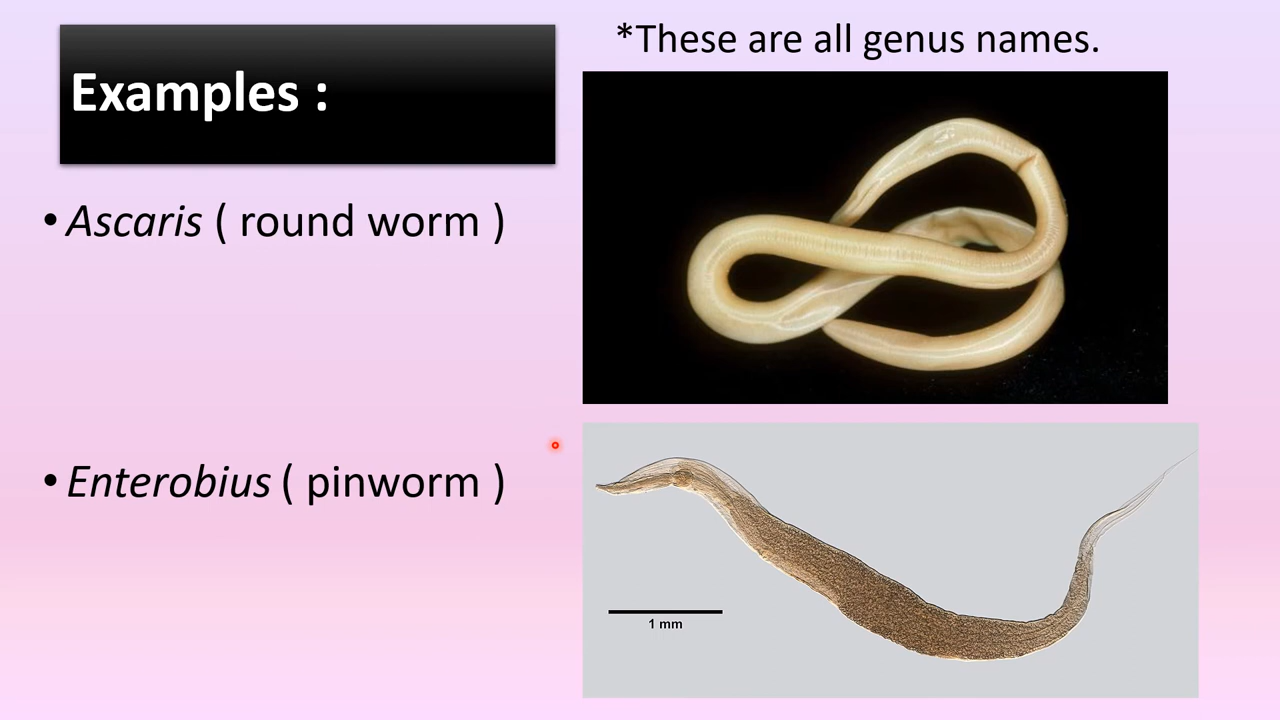 *These are all genus names.
Examples :
•Ascaris ( round worm )
•Enterobius ( pinworm )
1 mm